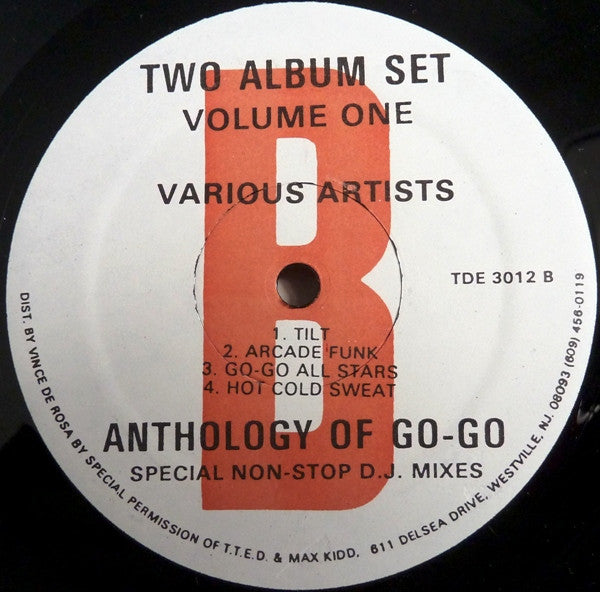 TWO ALBUM SET
VOLUME ONE
VARIOUS ARTISTS
B
TDE 3012 B
1. TILT
2. ARCADE FUNK
3. GO-GO ALL STARS
4. HOT COLD SWEAT
ANTHOLOGY OF GO-GO
SPECIAL NON-STOP D.J. MIXES
DIST. BY VINCE DE ROSA BY SPECIAL PERMISSION OF T.T.E.D. & MAX KIDD, 811 DELSEA DRIVE, WESTVILLE, NJ. 08093 (609) 456-0119